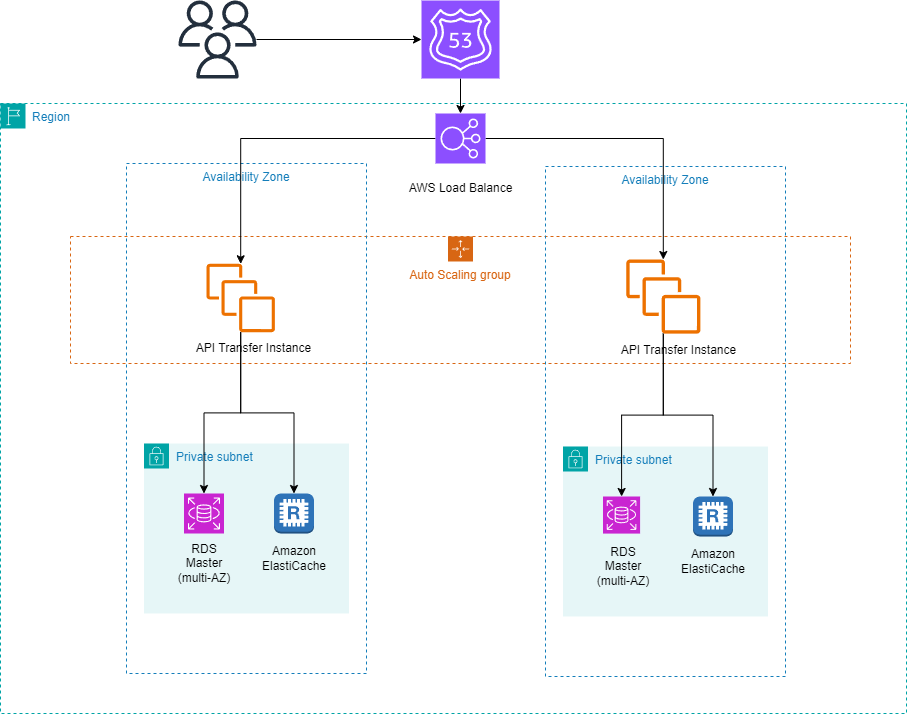 53
Region
AWS Load Balance
Availability Zone
Availability Zone
Auto Scaling group
API Transfer Instance
API Transfer Instance
Private subnet
Private subnet
R
R
RDS
Master
(multi-AZ)
Amazon
ElastiCache
RDS
Master
(multi-AZ)
Amazon
ElastiCache